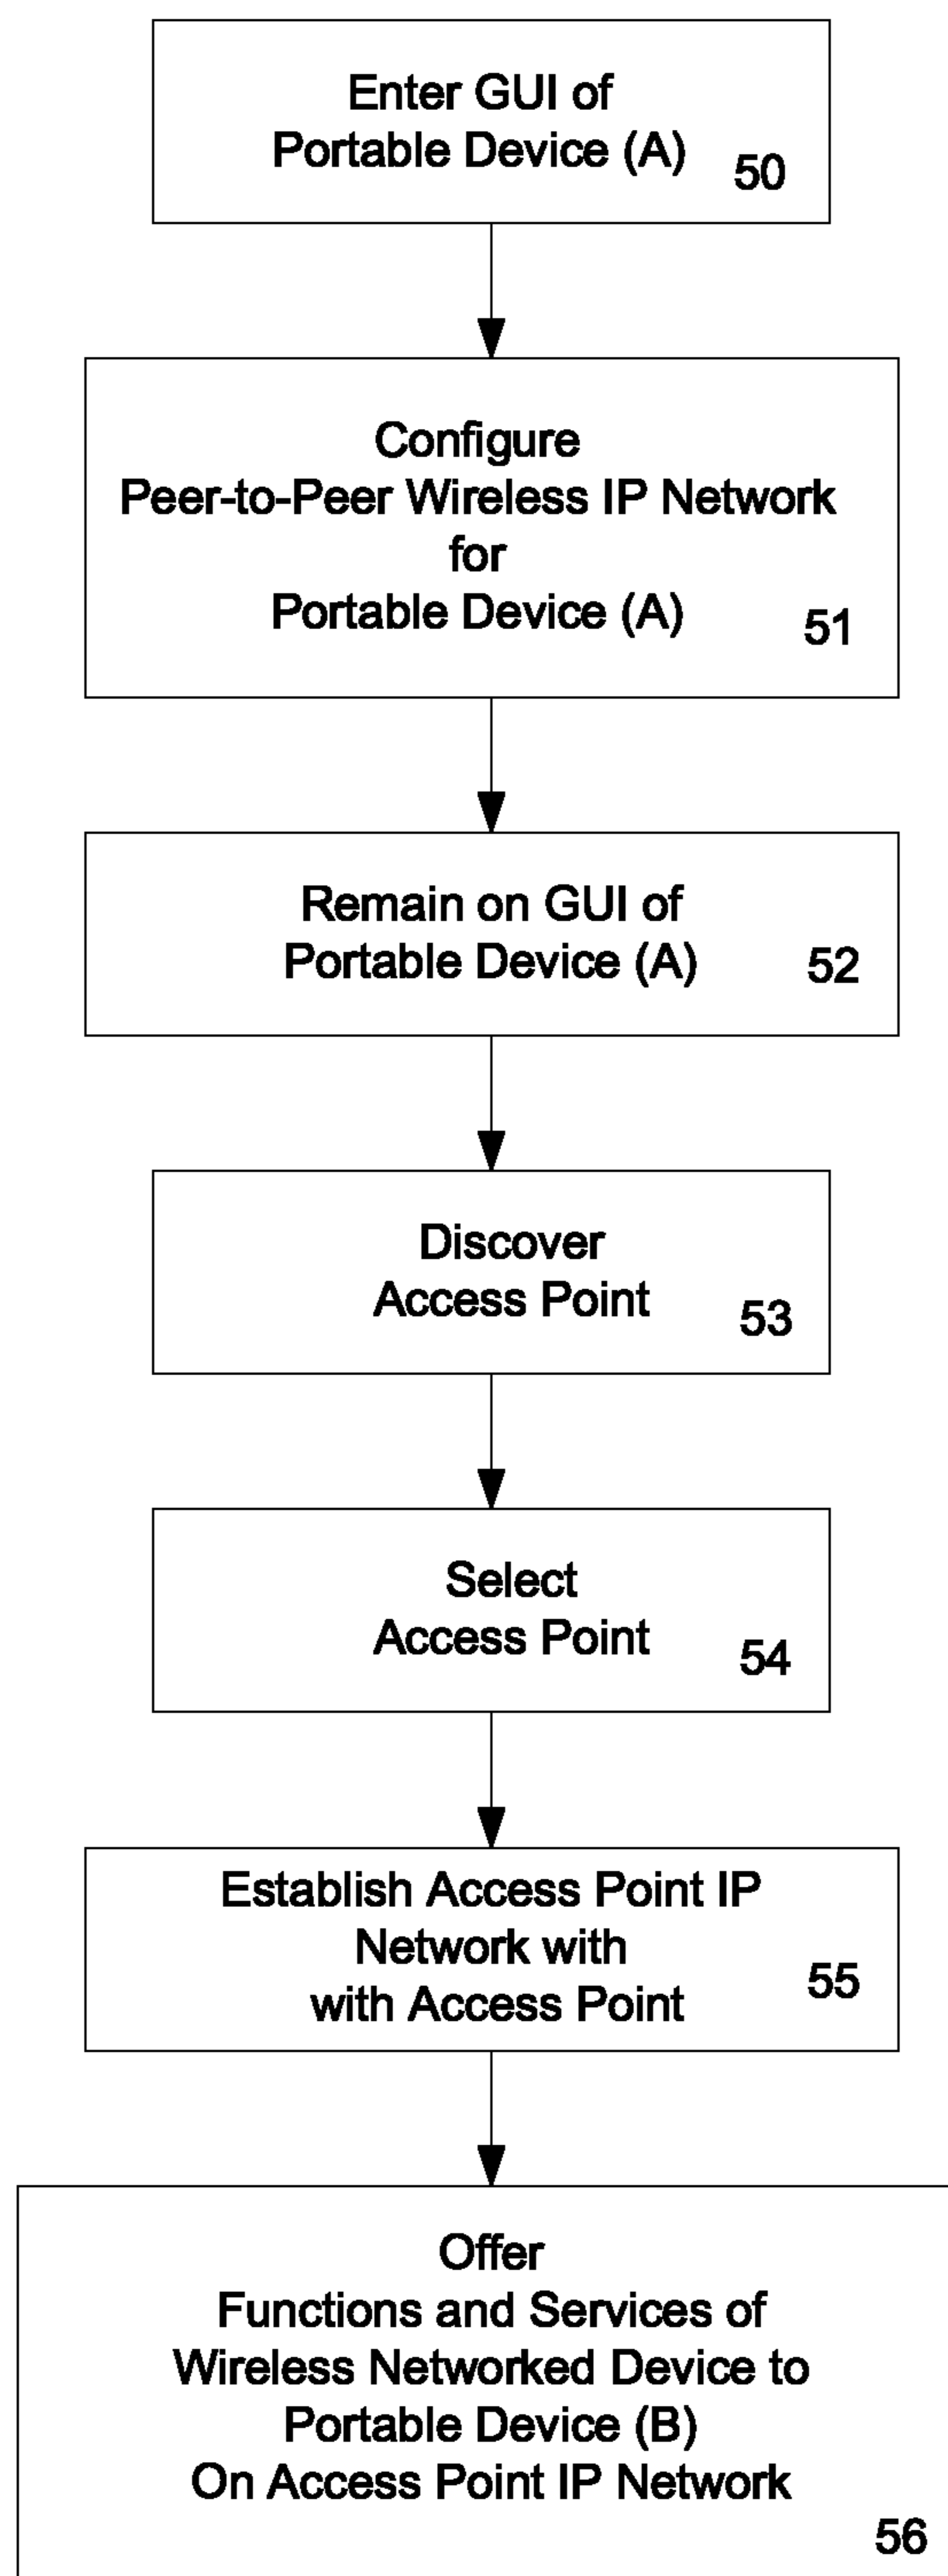 Enter GUI of
Portable Device (A)
50
Configure
Peer-to-Peer Wireless IP Network
for
Portable Device (A)
51
Remain on GUI of
Portable Device (A)
52
Discover
Access Point
53
Select
Access Point
54
Establish Access Point IP
Network with
with Access Point
55
Offer
Functions and Services of
Wireless Networked Device to
Portable Device (B)
On Access Point IP Network
56